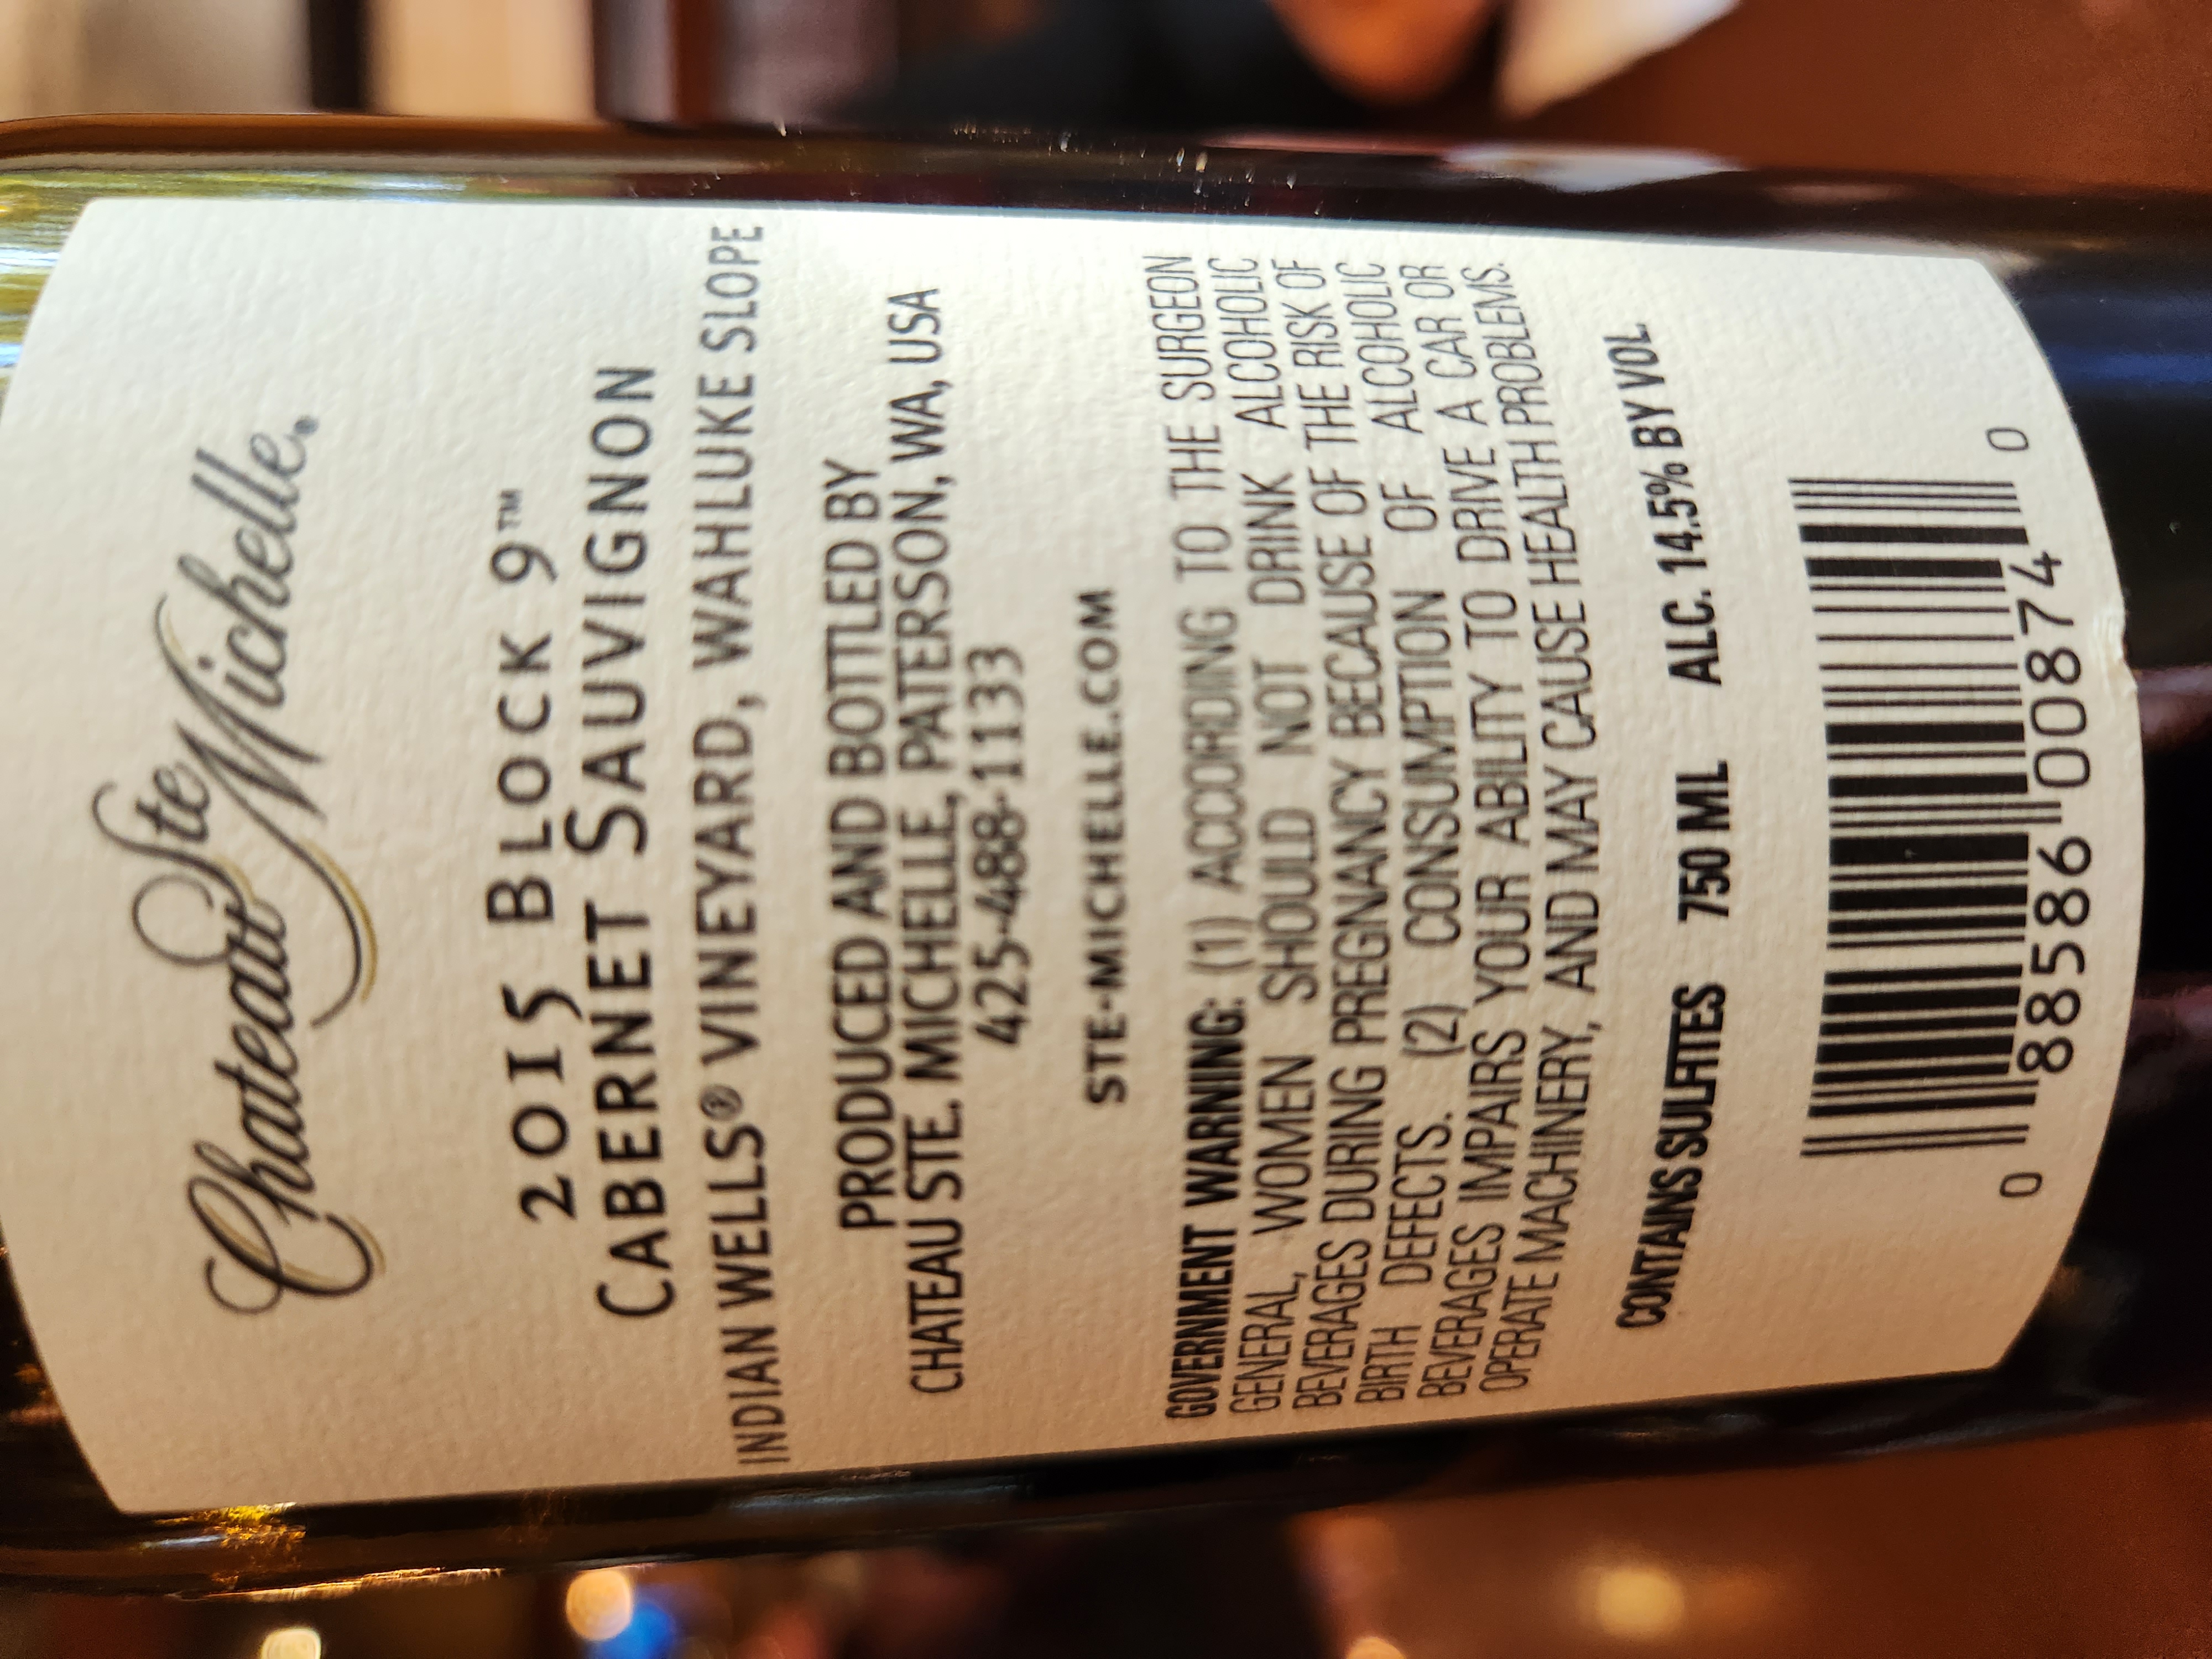 Chateau Ste Michelle.
2015 BLOCK 9™
CABERNET SAUVIGNON
INDIAN WELLS® VINEYARD, WAHLUKE SLOPE
PRODUCED AND BOTTLED BY
CHATEAU STE. MICHELLE, PATERSON, WA, USA
425-488-1133
STE-MICHELLE.COM
GOVERNMENT WARNING: (1) ACCORDING TO THE SURGEON
GENERAL, WOMEN SHOULD NOT DRINK ALCOHOLIC
BEVERAGES DURING PREGNANCY BECAUSE OF THE RISK OF
BIRTH DEFECTS. (2) CONSUMPTION OF ALCOHOLIC
BEVERAGES IMPAIRS YOUR ABILITY TO DRIVE A CAR OR
OPERATE MACHINERY, AND MAY CAUSE HEALTH PROBLEMS.
CONTAINS SULFITES 750 ML ALC. 14.5% BY VOL.
0 88586 00874 0